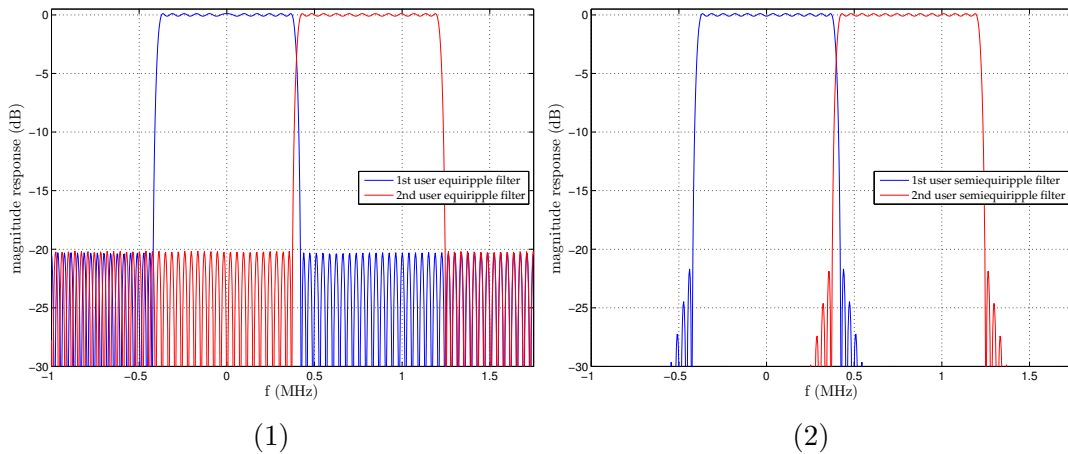 0
−5
−10
−15
−20
−25
−30
magnitude response (dB)
1st user equiripple filter
2nd user equiripple filter
−1 −0.5 0 0.5 1 1.5
f (MHz)
(1)
0
−5
−10
−15
−20
−25
−30
magnitude response (dB)
1st user semiequiripple filter
2nd user semiequiripple filter
−1 −0.5 0 0.5 1 1.5
f (MHz)
(2)